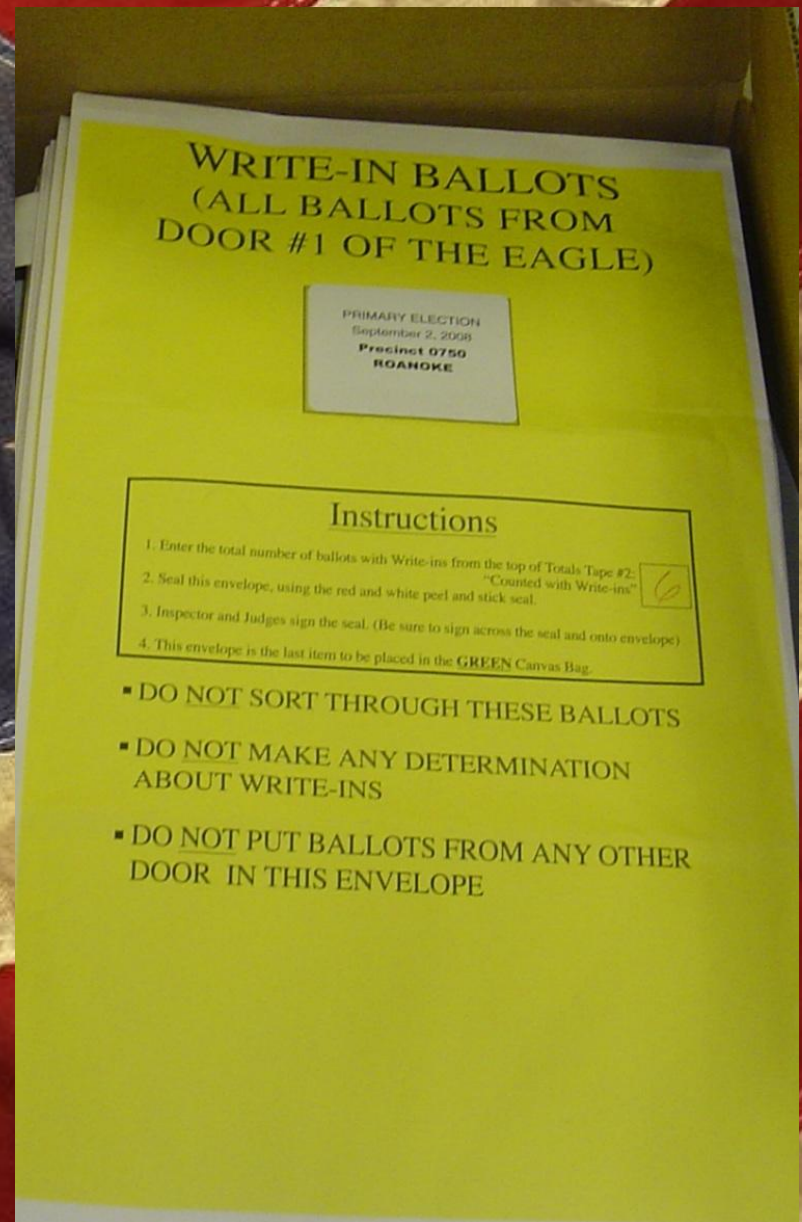 WRITE-IN BALLOTS
(ALL BALLOTS FROM
DOOR #1 OF THE EAGLE)
PRIMARY ELECTION
September 2, 2008
Precinct 0750
ROANOKE
Instructions
1. Enter the total number of ballots with Write-ins from the top of Totals Tape #2:
"Counted with Write-ins"
6
2. Seal this envelope, using the red and white peel and stick seal.
3. Inspector and Judges sign the seal. (Be sure to sign across the seal and onto envelope)
4. This envelope is the last item to be placed in the GREEN Canvas Bag.
▪ DO NOT SORT THROUGH THESE BALLOTS
▪ DO NOT MAKE ANY DETERMINATION
ABOUT WRITE-INS
▪ DO NOT PUT BALLOTS FROM ANY OTHER
DOOR IN THIS ENVELOPE